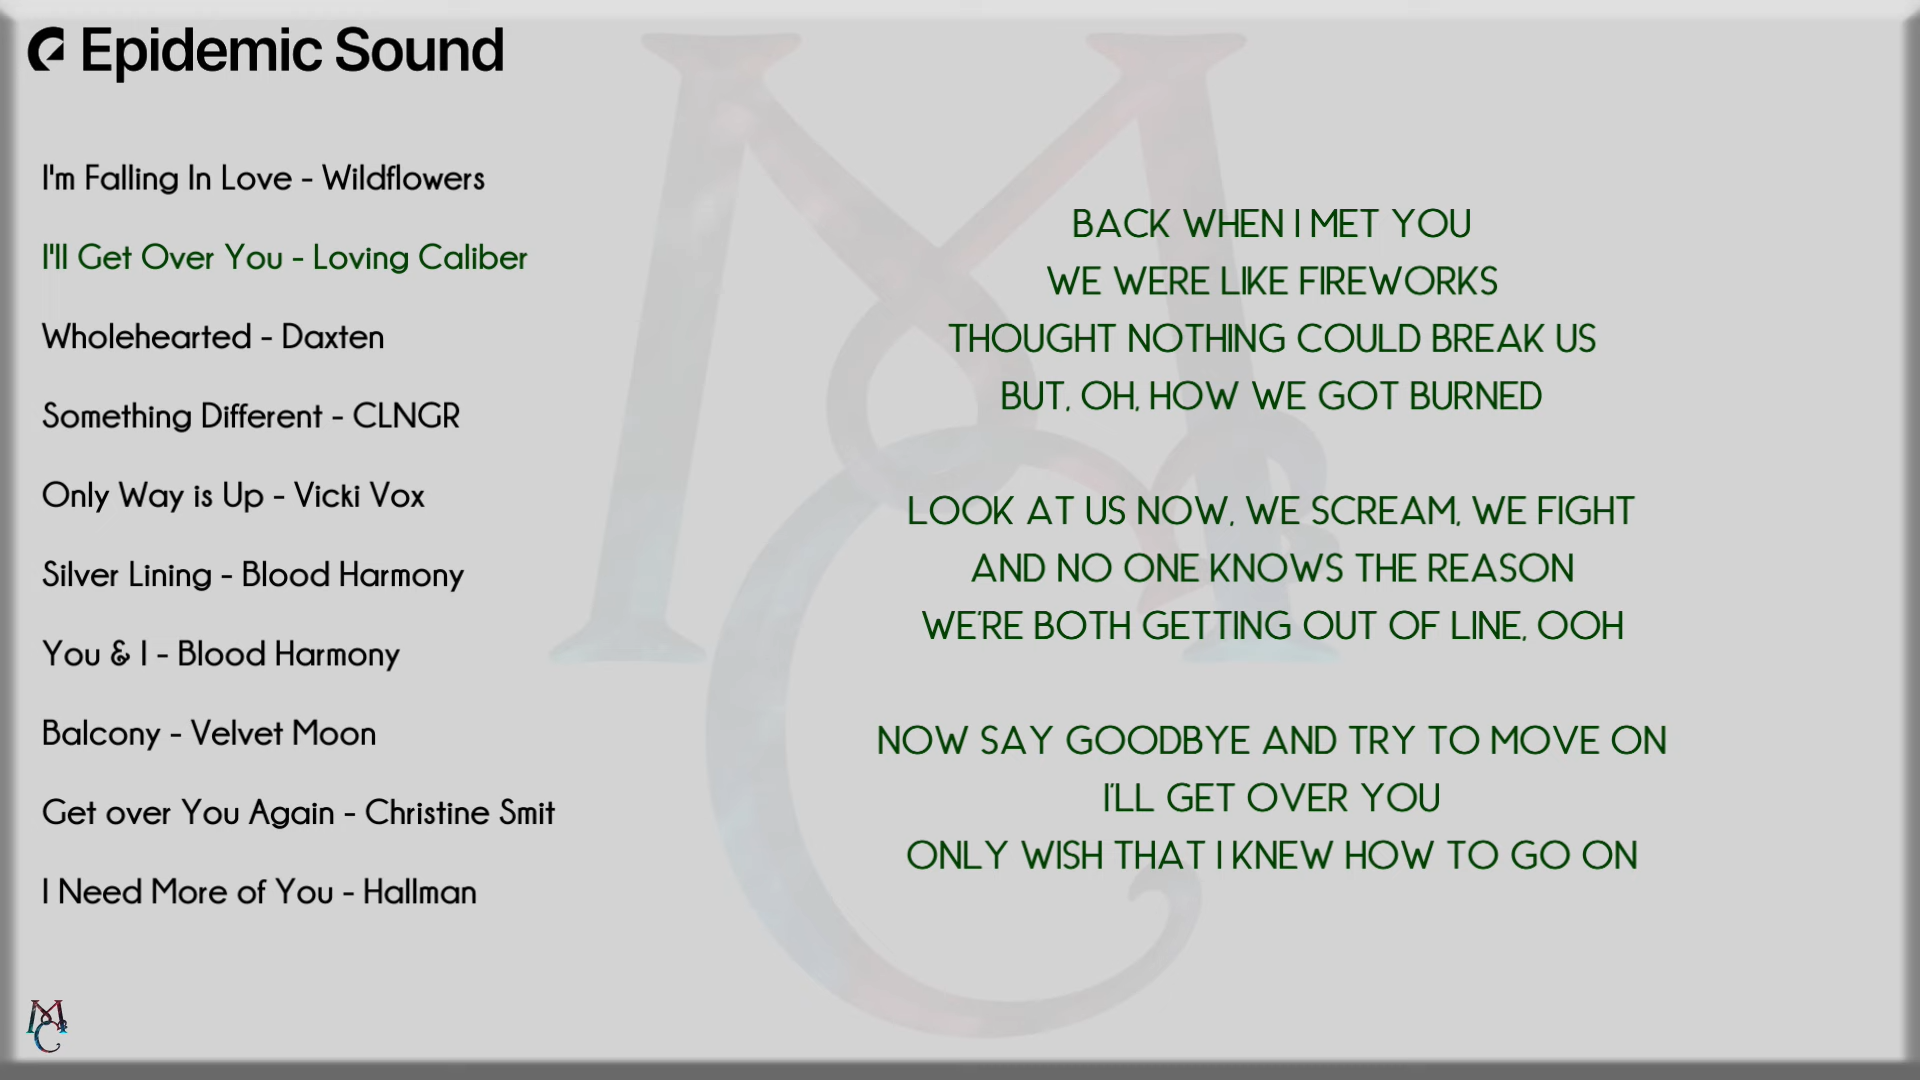 Epidemic Sound
I'm Falling In Love - Wildflowers
I'll Get Over You - Loving Caliber
Wholehearted - Daxten
Something Different - CLNGR
Only Way is Up - Vicki Vox
Silver Lining - Blood Harmony
You & I - Blood Harmony
Balcony - Velvet Moon
Get over You Again - Christine Smit
I Need More of You - Hallman
BACK WHEN I MET YOU
WE WERE LIKE FIREWORKS
THOUGHT NOTHING COULD BREAK US
BUT, OH, HOW WE GOT BURNED
LOOK AT US NOW, WE SCREAM, WE FIGHT
AND NO ONE KNOWS THE REASON
WE'RE BOTH GETTING OUT OF LINE, OOH
NOW SAY GOODBYE AND TRY TO MOVE ON
I'LL GET OVER YOU
ONLY WISH THAT I KNEW HOW TO GO ON
MC